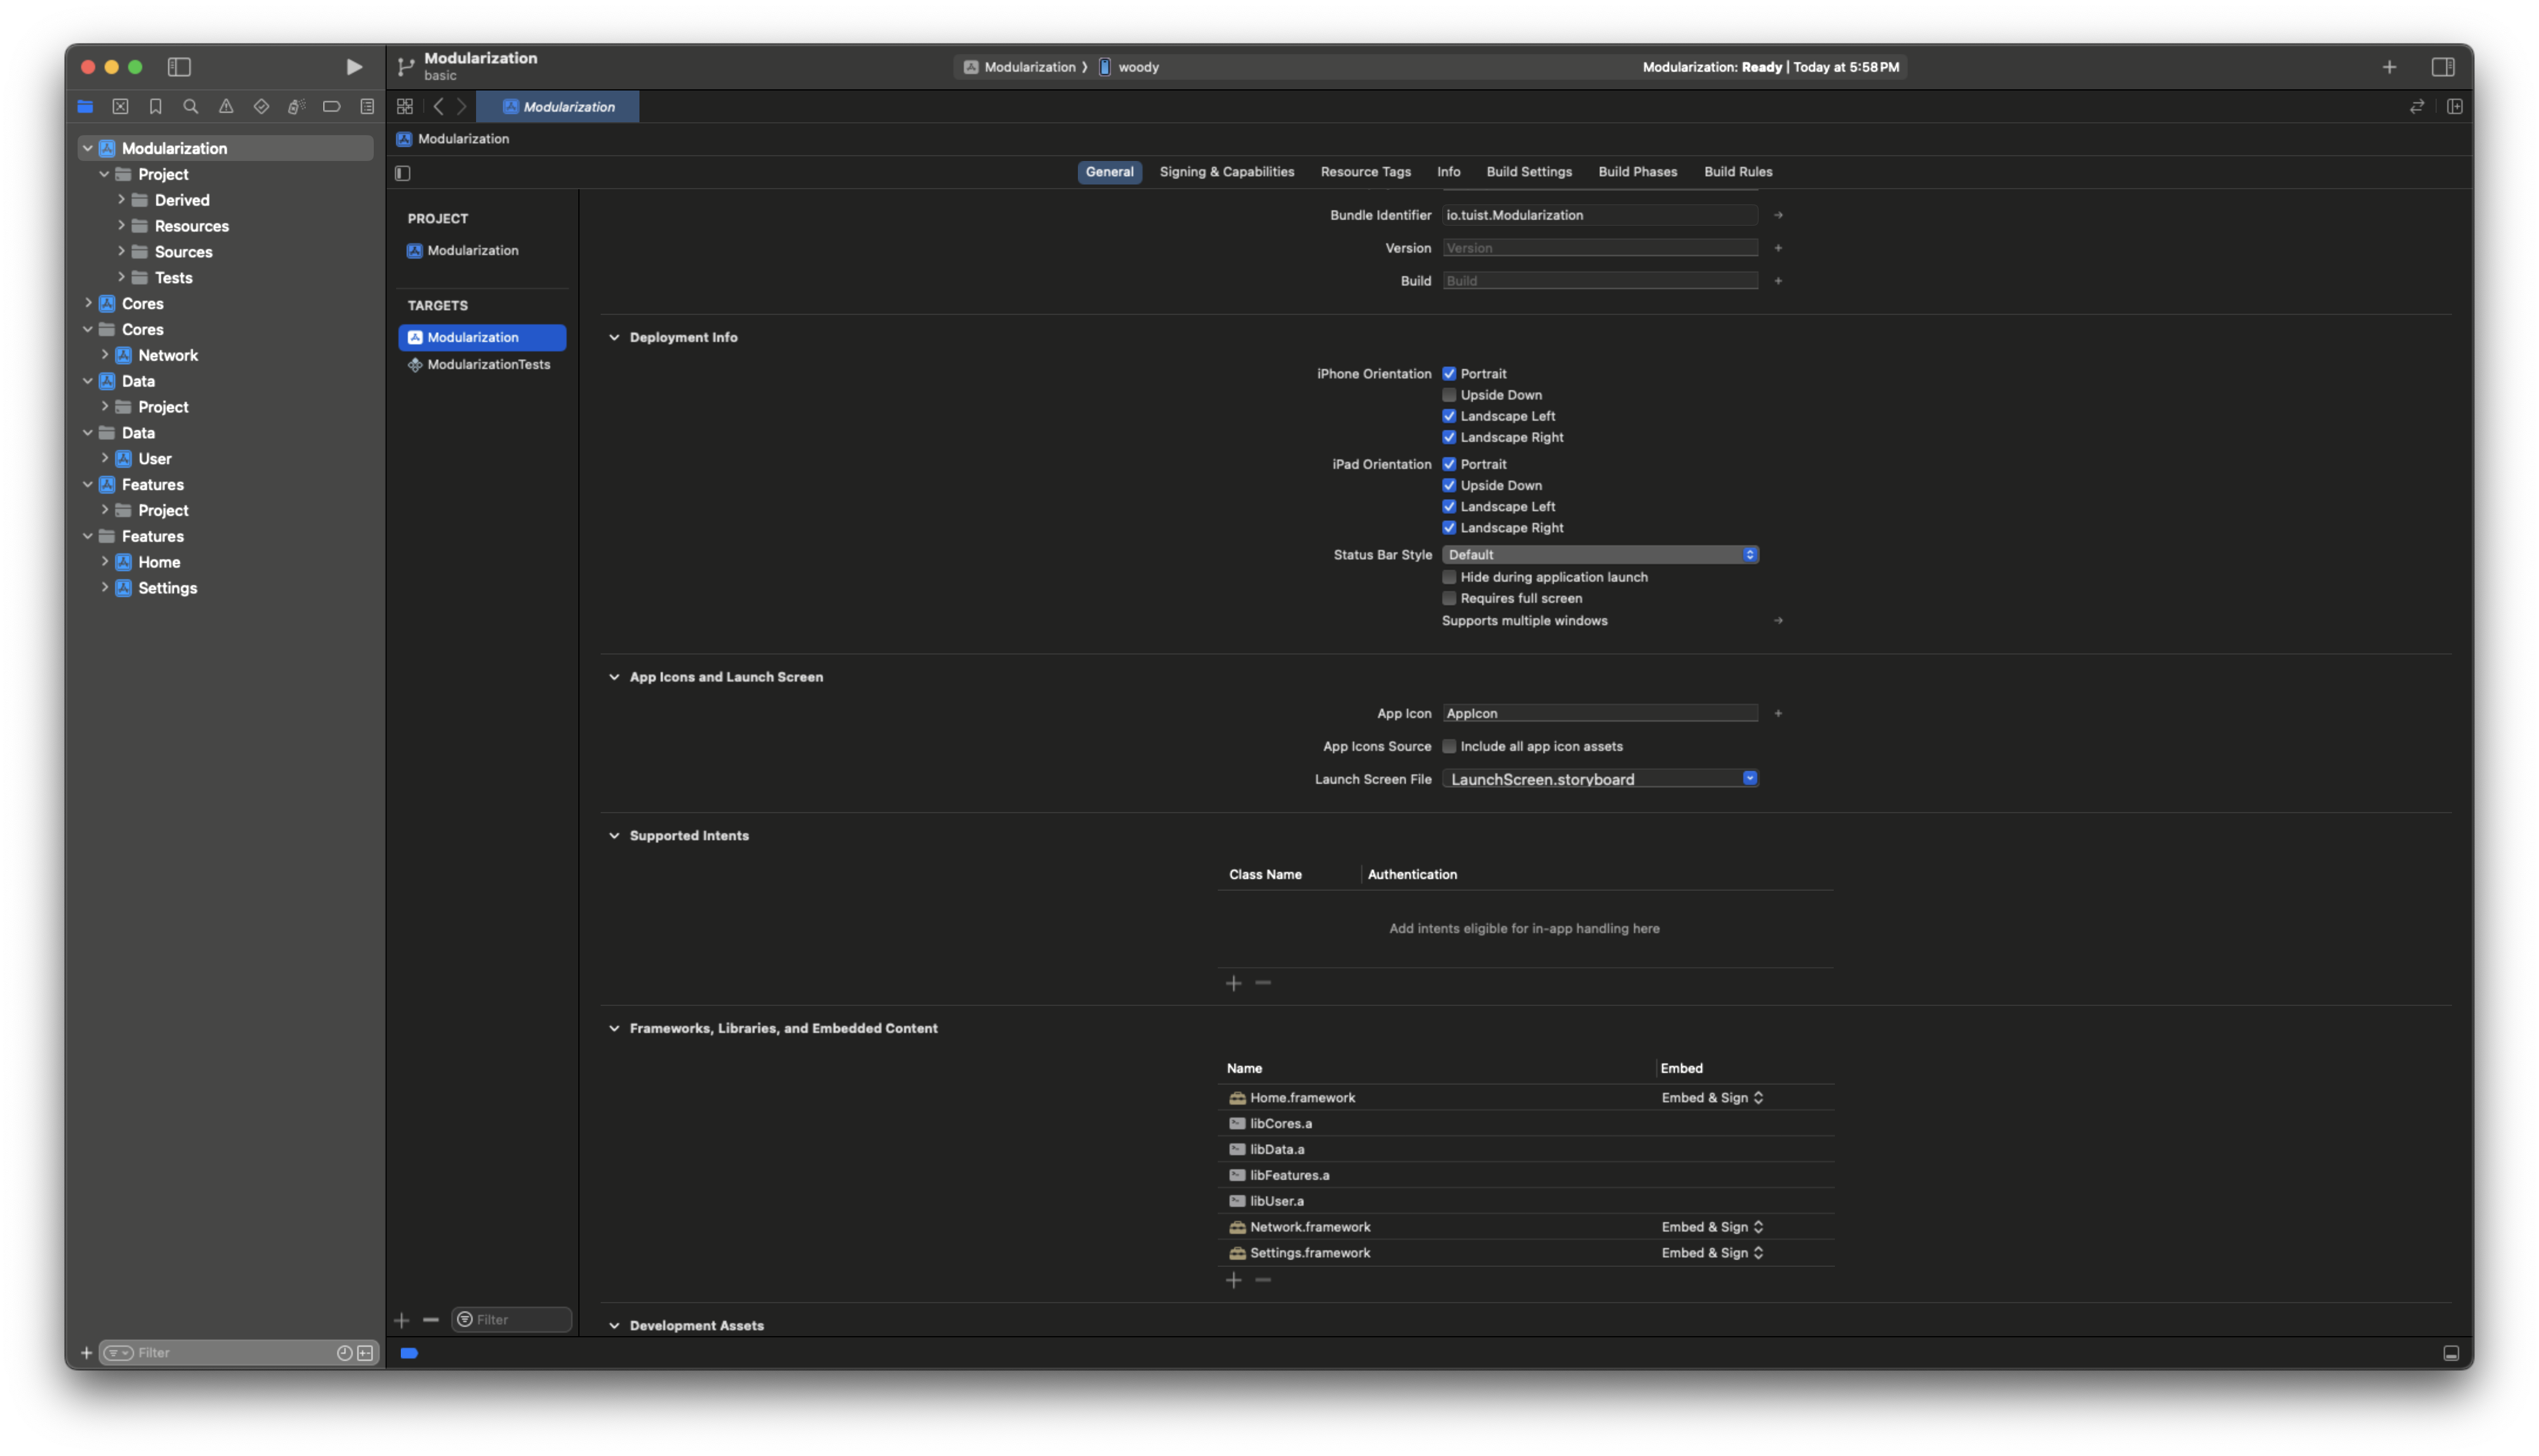 Modularization
basic
Modularization ⟩ woody
Modularization: Ready | Today at 5:58 PM
Modularization
Modularization
Project
Derived
Resources
Sources
Tests
Cores
Cores
Network
Data
Project
Data
User
Features
Project
Features
Home
Settings
Filter
Modularization
General Signing & Capabilities Resource Tags Info Build Settings Build Phases Build Rules
PROJECT
Modularization
TARGETS
Modularization
ModularizationTests
Filter
Bundle Identifier io.tuist.Modularization
Version Version
Build Build
Deployment Info
iPhone Orientation Portrait
Upside Down
Landscape Left
Landscape Right
iPad Orientation Portrait
Upside Down
Landscape Left
Landscape Right
Status Bar Style Default
Hide during application launch
Requires full screen
Supports multiple windows
App Icons and Launch Screen
App Icon AppIcon
App Icons Source Include all app icon assets
Launch Screen File LaunchScreen.storyboard
Supported Intents
Class Name Authentication
Add intents eligible for in-app handling here
Frameworks, Libraries, and Embedded Content
Name Embed
Home.framework Embed & Sign
libCores.a
libData.a
libFeatures.a
libUser.a
Network.framework Embed & Sign
Settings.framework Embed & Sign
Development Assets